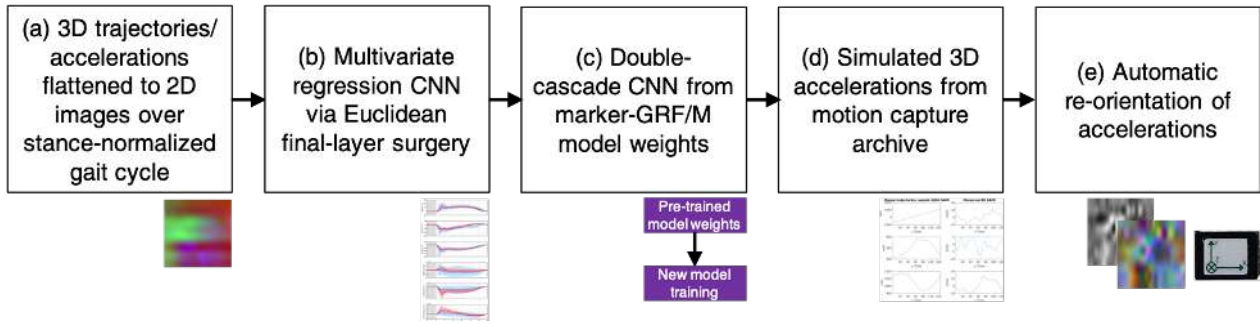 (a) 3D trajectories/
accelerations
flattened to 2D
images over
stance-normalized
gait cycle
(b) Multivariate
regression CNN
via Euclidean
final-layer surgery
(c) Double-
cascade CNN from
marker-GRF/M
model weights
(d) Simulated 3D
accelerations from
motion capture
archive
(e) Automatic
re-orientation of
accelerations
Pre-trained
model weights
New model
training